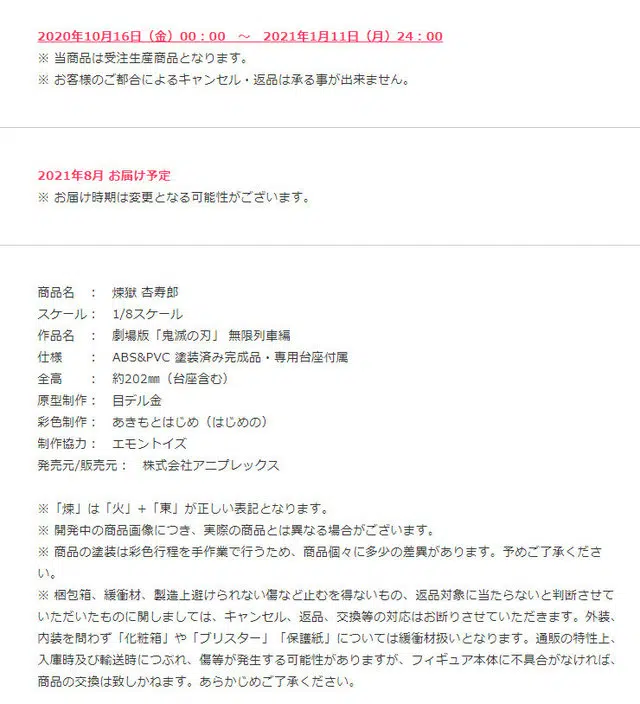 2020年10月16日（金）00：00　～　2021年1月11日（月）24：00
※ 当商品は受注生産商品となります。
※ お客様のご都合によるキャンセル・返品は承る事が出来ません。
2021年8月 お届け予定
※ お届け時期は変更となる可能性がございます。
商品名　：　煉獄 杏寿郎
スケール：　1/8スケール
作品名　：　劇場版「鬼滅の刃」 無限列車編
仕様　　：　ABS&PVC 塗装済み完成品・専用台座付属
全高　　：　約202㎜（台座含む）
原型制作：　目デル金
彩色制作：　あきもとはじめ（はじめの）
制作協力：　エモントイズ
発売元/販売元：　株式会社アニプレックス
※「煉」は「火」+「東」が正しい表記となります。
※ 開発中の商品画像につき、実際の商品とは異なる場合がございます。
※ 商品の塗装は彩色行程を手作業で行うため、商品個々に多少の差異があります。予めご了承くださ
い。
※ 梱包箱、緩衝材、製造上避けられない傷など止むを得ないもの、返品対象に当たらないと判断させて
いただいたものに関しましては、キャンセル、返品、交換等の対応はお断りさせていただきます。外装、
内装を問わず「化粧箱」や「ブリスター」「保護紙」については緩衝材扱いとなります。通販の特性上、
入庫時及び輸送時につぶれ、傷等が発生する可能性がありますが、フィギュア本体に不具合がなければ、
商品の交換は致しかねます。あらかじめご了承ください。